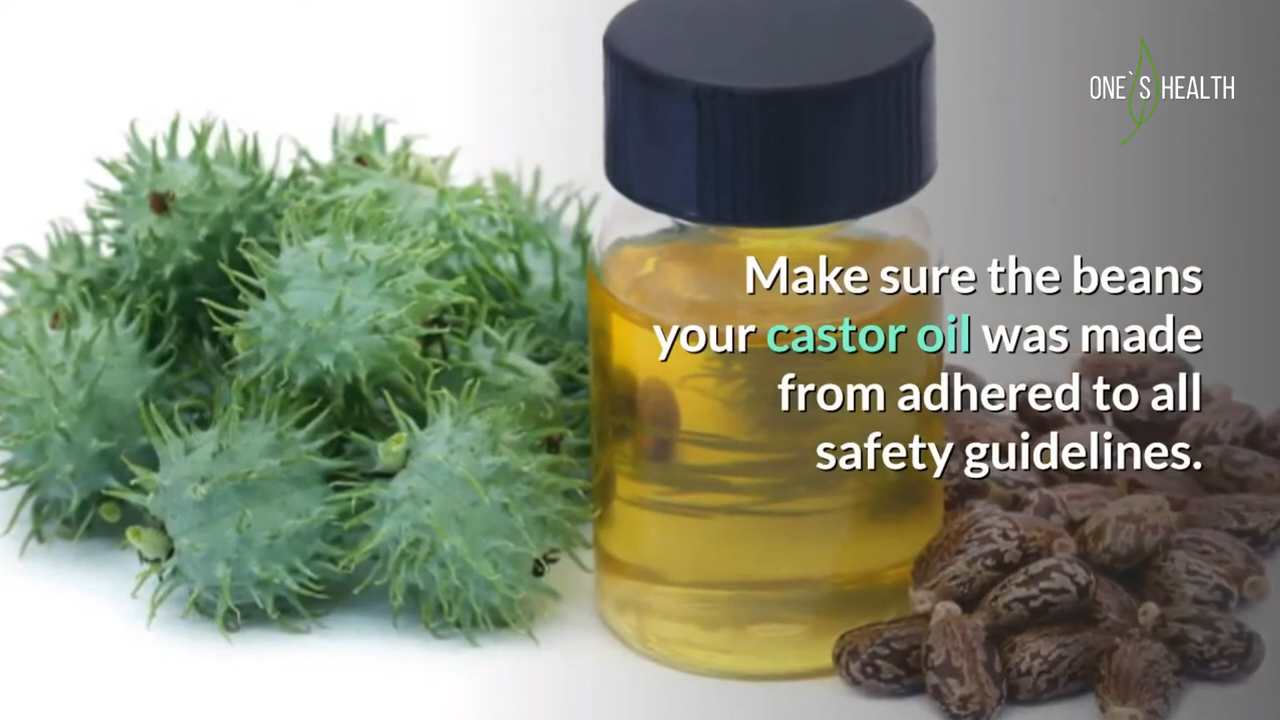 ONE`S HEALTH
Make sure the beans
your castor oil was made
from adhered to all
safety guidelines.